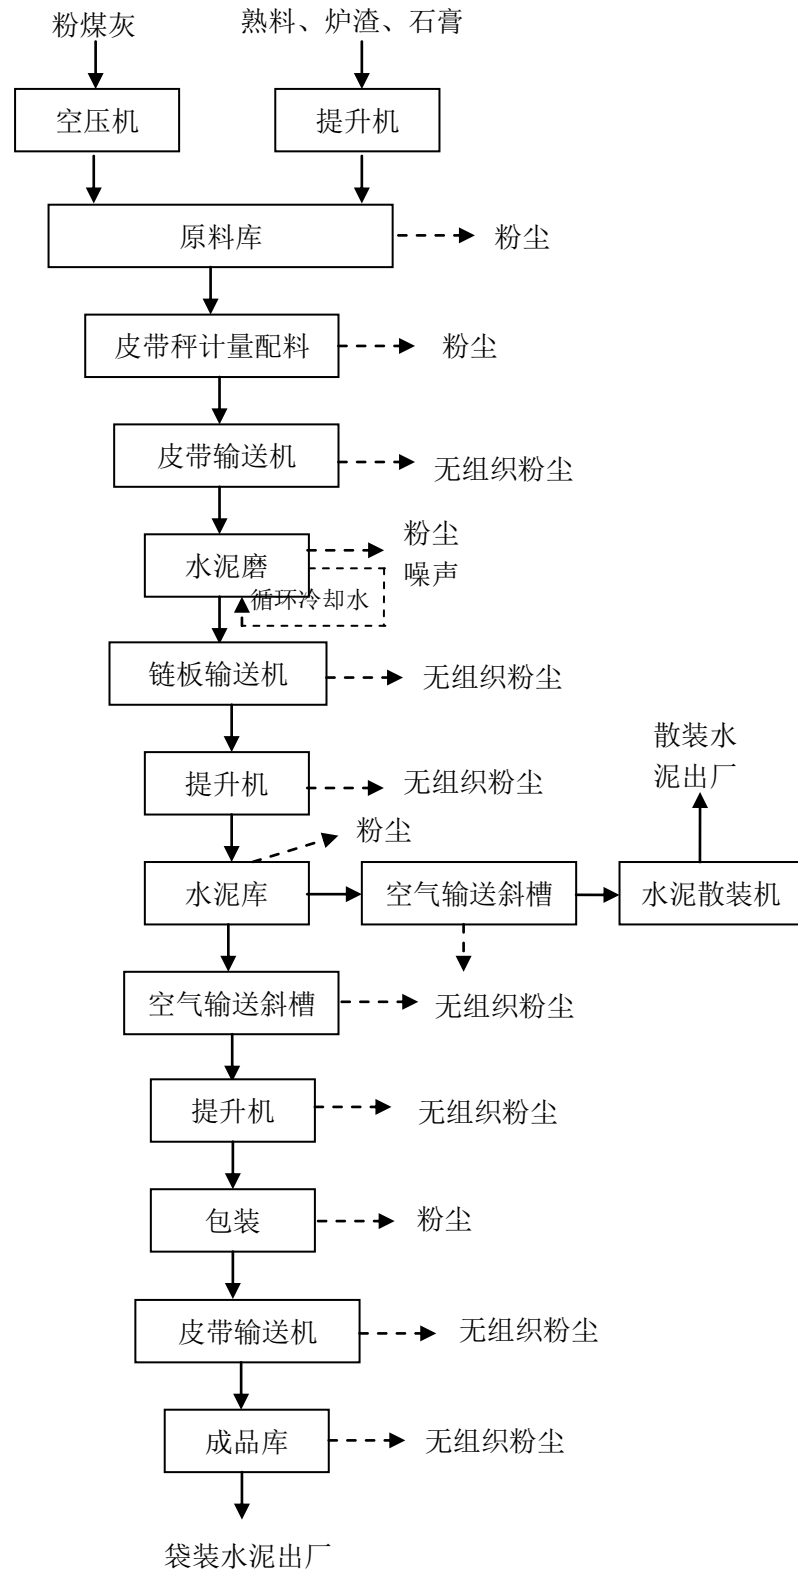 粉煤灰
熟料、炉渣、石膏
空压机
提升机
原料库
粉尘
皮带秤计量配料
粉尘
皮带输送机
无组织粉尘
水泥磨
粉尘
噪声
循环冷却水
链板输送机
无组织粉尘
散装水
泥出厂
提升机
无组织粉尘
粉尘
水泥库
空气输送斜槽
水泥散装机
空气输送斜槽
无组织粉尘
提升机
无组织粉尘
包装
粉尘
皮带输送机
无组织粉尘
成品库
无组织粉尘
袋装水泥出厂